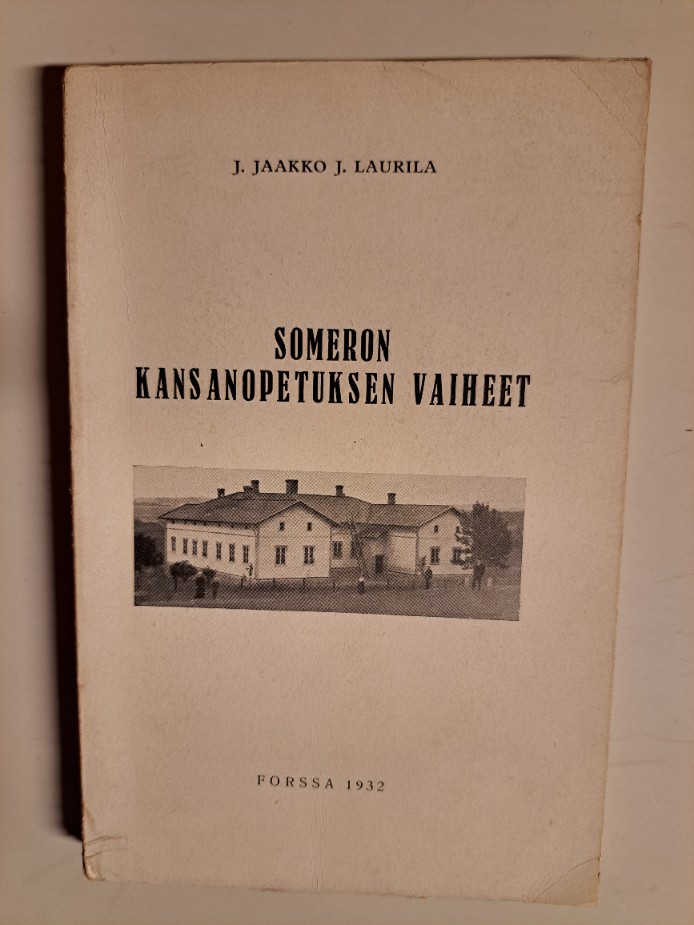 J. JAAKKO J. LAURILA
SOMERON
KANSANOPETUKSEN VAIHEET
FORSSA 1932